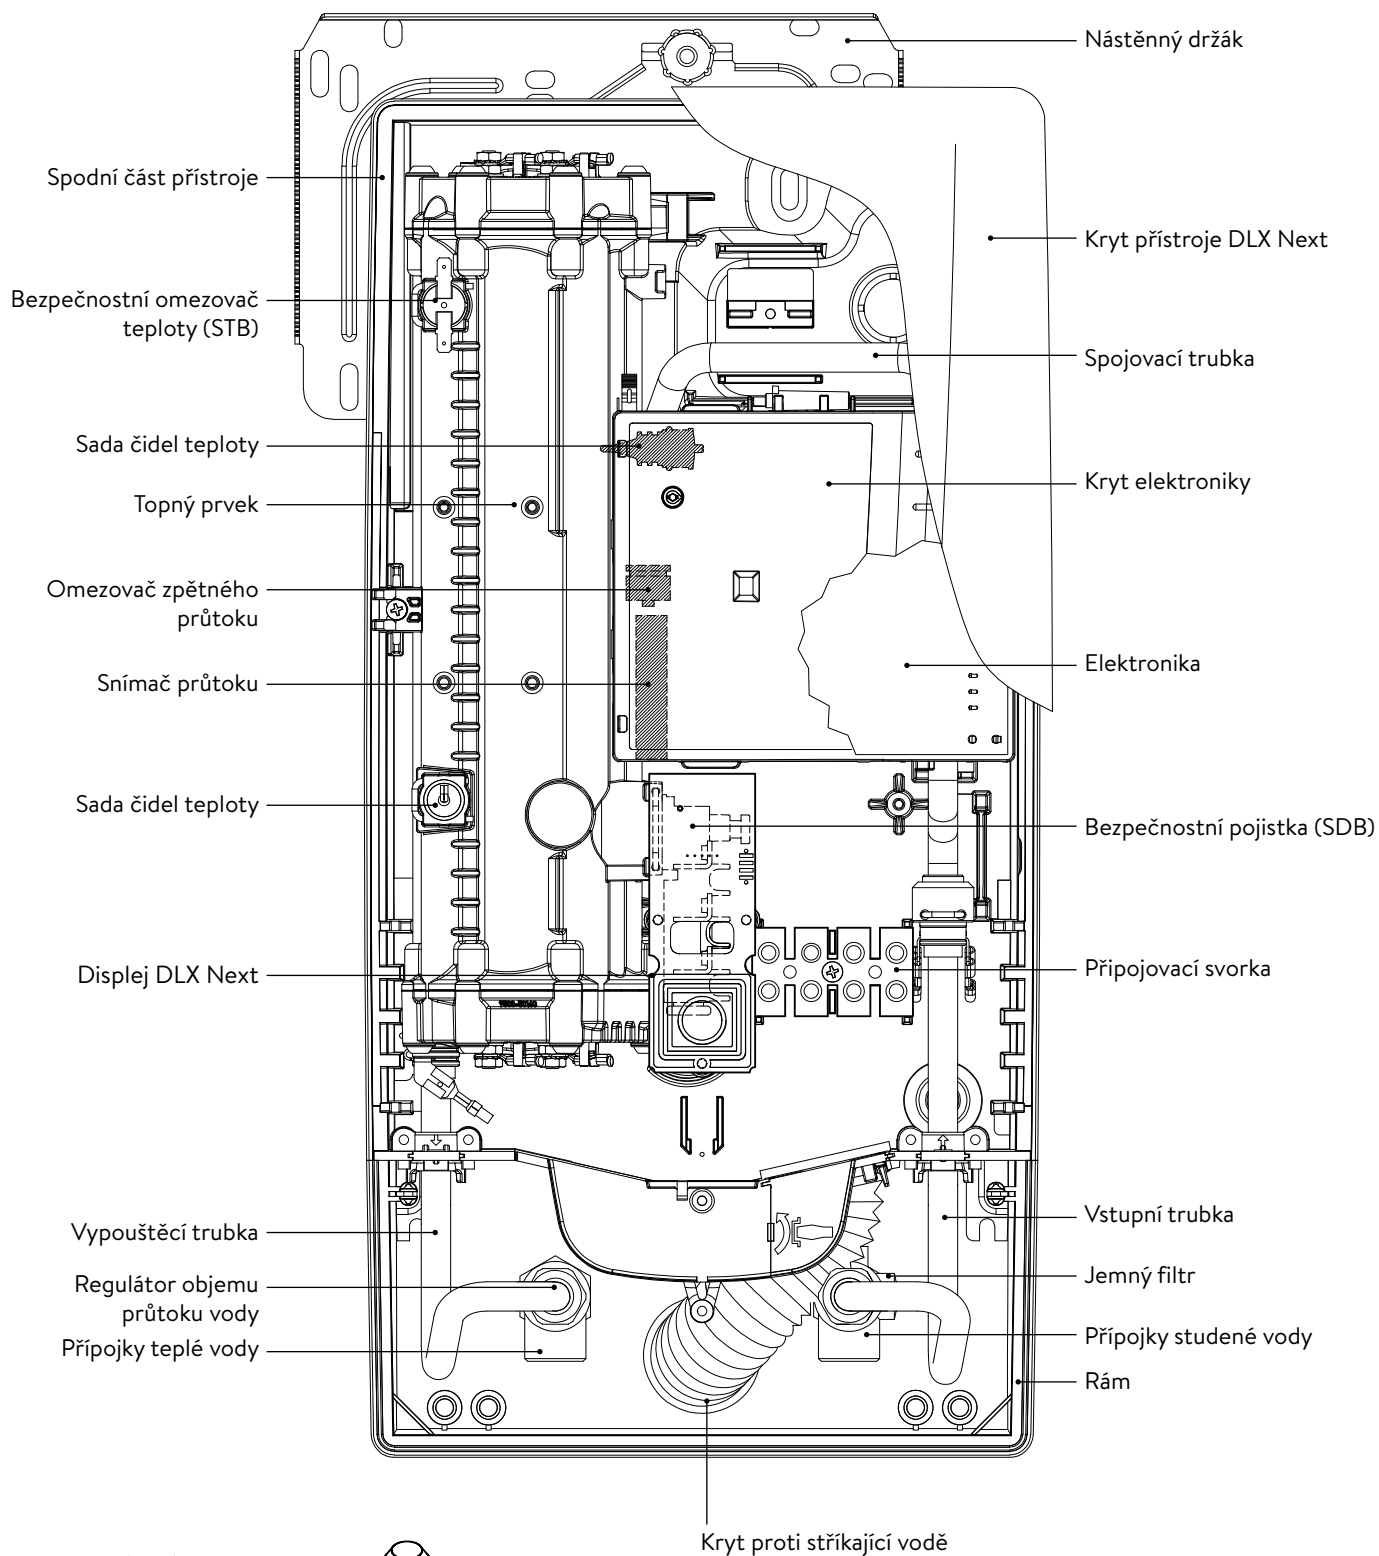 Nástěnný držák
Spodní část přístroje
Kryt přístroje DLX Next
Bezpečnostní omezovač
teploty (STB)
Spojovací trubka
Sada čidel teploty
Kryt elektroniky
Topný prvek
Omezovač zpětného
průtoku
Elektronika
Snímač průtoku
Sada čidel teploty
Bezpečnostní pojistka (SDB)
Displej DLX Next
Připojovací svorka
Vstupní trubka
Vypouštěcí trubka
Jemný filtr
Regulátor objemu
průtoku vody
Přípojky studené vody
Přípojky teplé vody
Rám
Kryt proti stříkající vodě